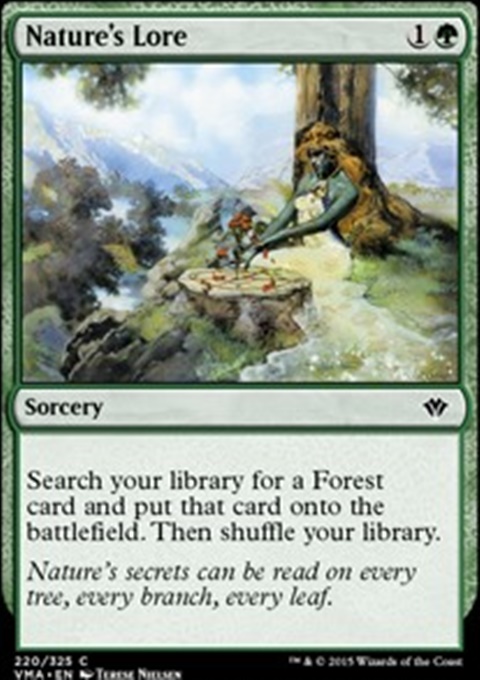 Nature's Lore 1
Sorcery
Search your library for a Forest
card and put that card onto the
battlefield. Then shuffle your library.
Nature's secrets can be read on every
tree, every branch, every leaf.
220/325 C
VMA • EN Terese Nielsen
™ & © 2015 Wizards of the Coast